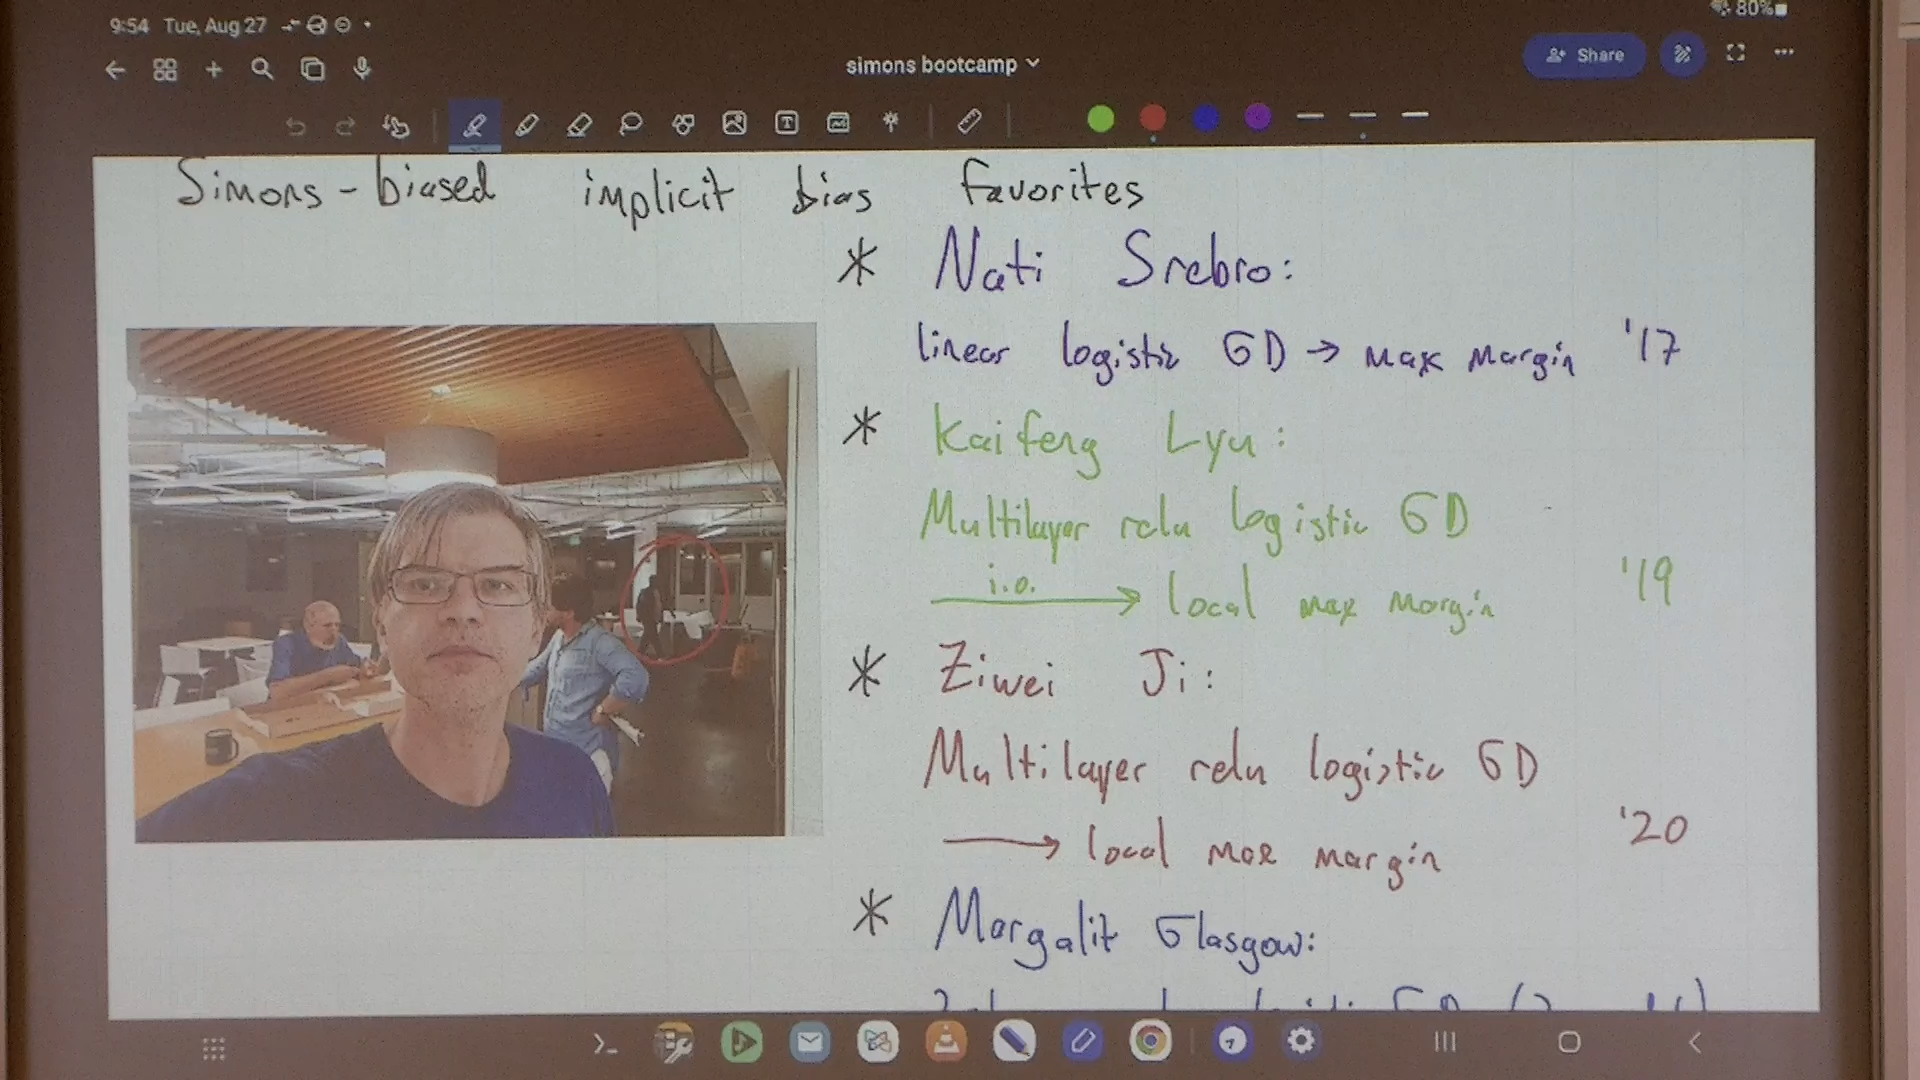 9:54 Tue, Aug 27
80%
simons bootcamp
Share
Simons-biased implicit bias favorites
* Nati Srebro:
linear logistic GD → max margin '17
* Kaifeng Lyu:
Multilayer relu logistic GD
i.o. → local max margin '19
* Ziwei Ji:
Multilayer relu logistic GD
→ local max margin '20
* Margalit Glasgow: